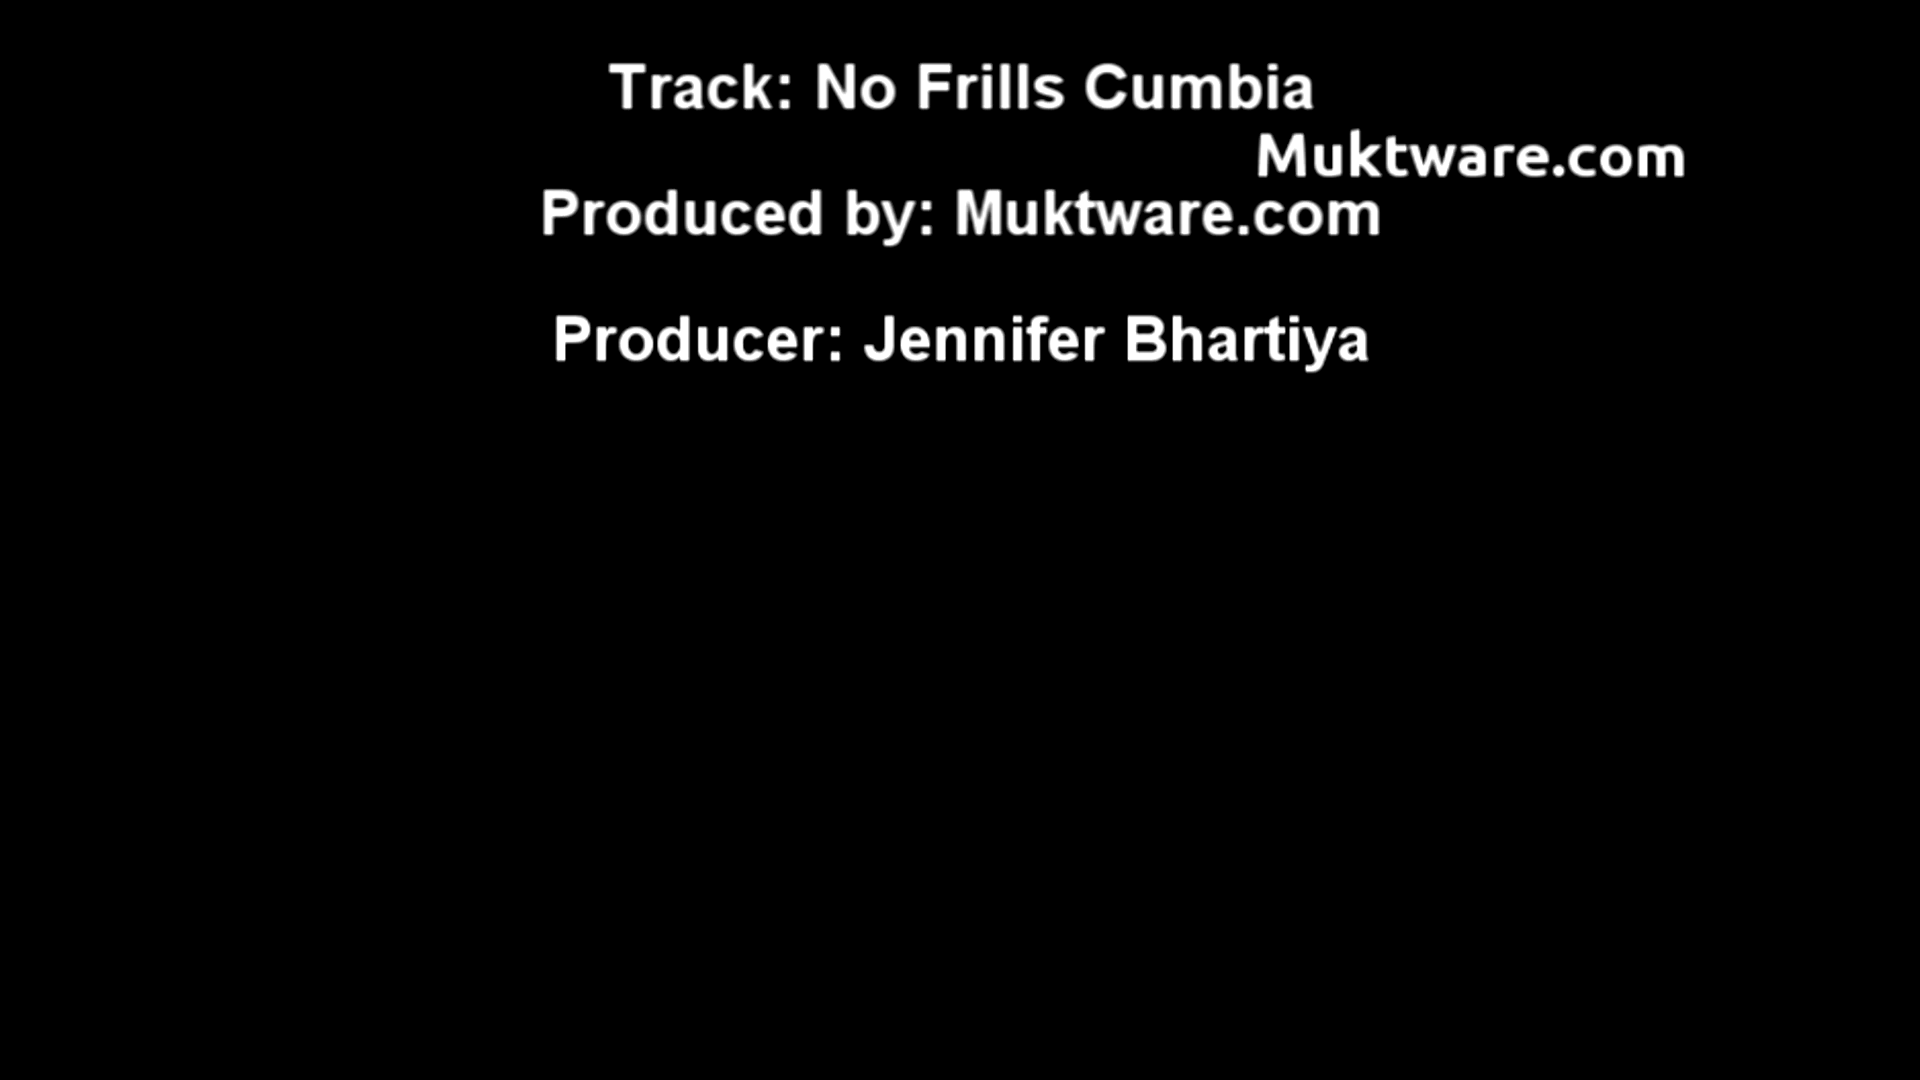 Track: No Frills Cumbia
Muktware.com
Produced by: Muktware.com
Producer: Jennifer Bhartiya